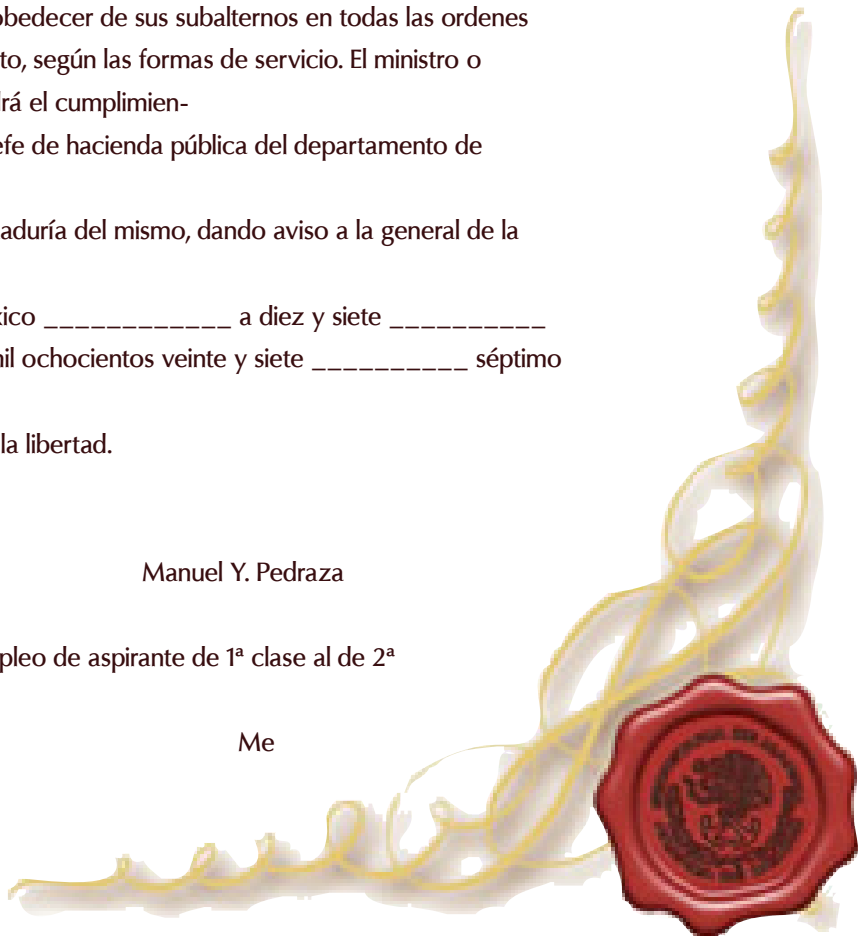 obedecer de sus subalternos en todas las ordenes
to, según las formas de servicio. El ministro o
drá el cumplimien-
efe de hacienda pública del departamento de
aduría del mismo, dando aviso a la general de la
xico ____________ a diez y siete __________
mil ochocientos veinte y siete __________ séptimo
la libertad.
Manuel Y. Pedraza
pleo de aspirante de 1ª clase al de 2ª
Me